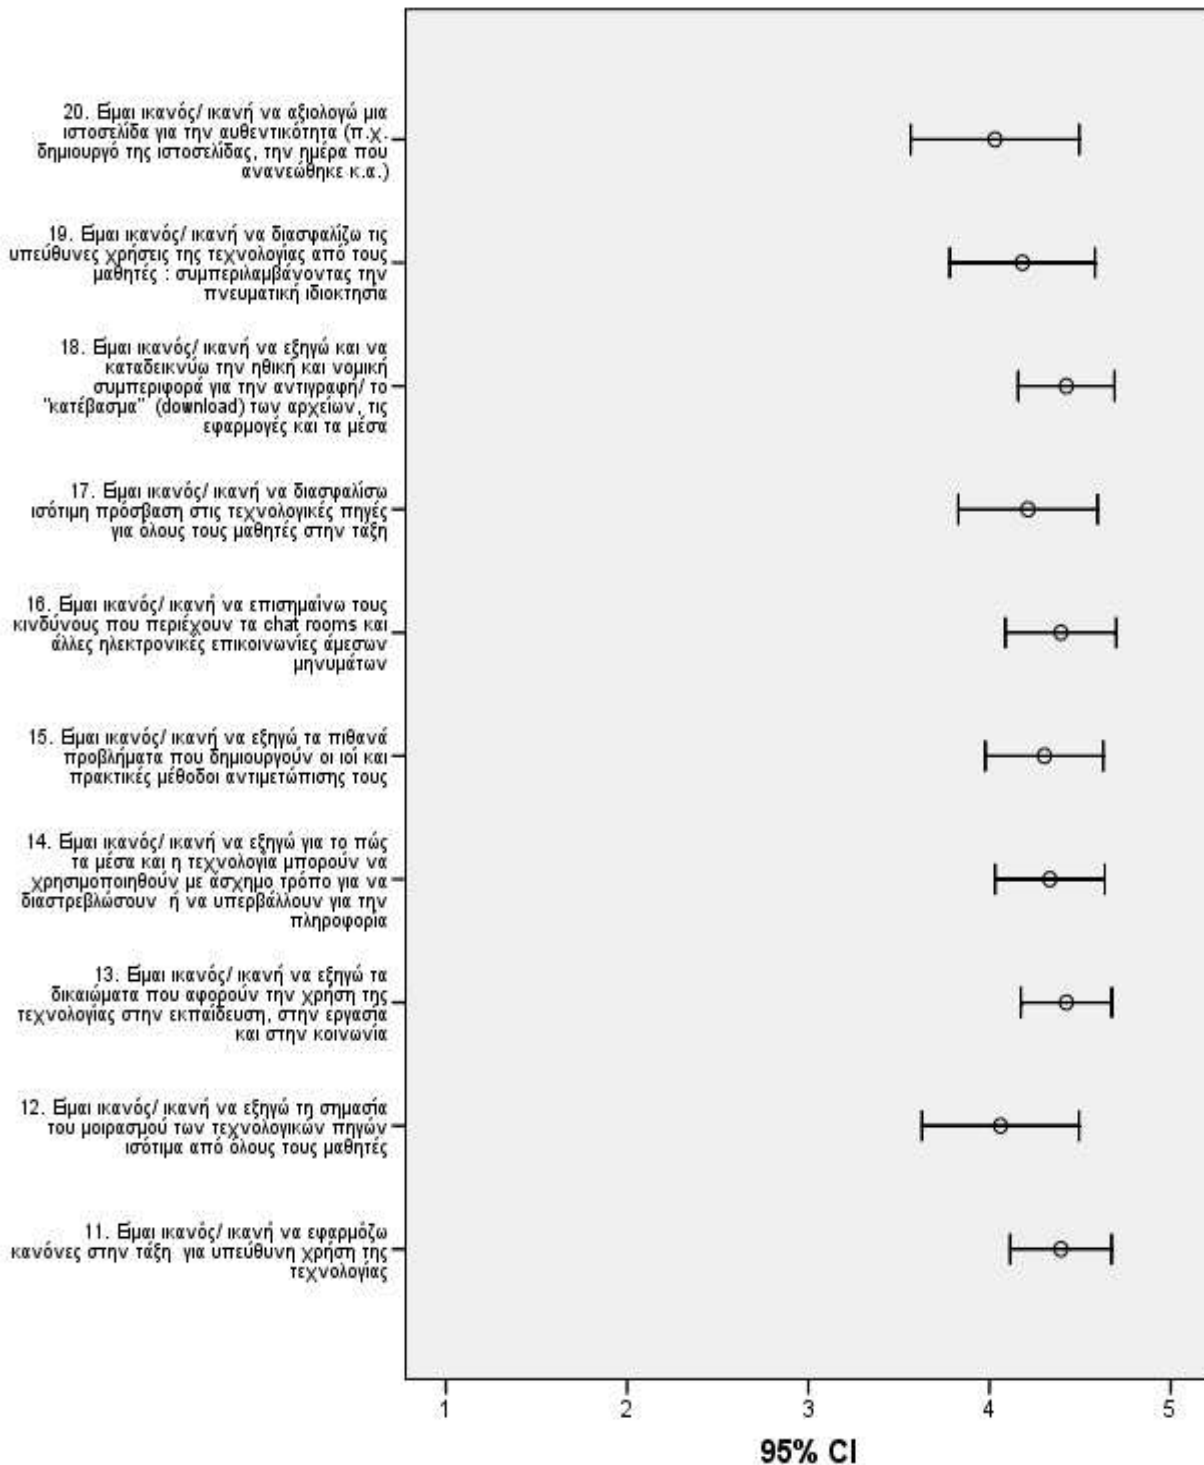 20. Είμαι ικανός/ ικανή να αξιολογώ μια
ιστοσελίδα για την αυθεντικότητα (π.χ.
δημιουργό της ιστοσελίδας, την ημέρα που
ανανεώθηκε κ.α.)
19. Είμαι ικανός/ ικανή να διασφαλίζω τις
υπεύθυνες χρήσεις της τεχνολογίας από τους
μαθητές : συμπεριλαμβάνοντας την
πνευματική ιδιοκτησία
18. Είμαι ικανός/ ικανή να εξηγώ και να
καταδεικνύω την ηθική και νομική
συμπεριφορά για την αντιγραφή/ το
"κατέβασμα" (download) των αρχείων, τις
εφαρμογές και τα μέσα
17. Είμαι ικανός/ ικανή να διασφαλίσω
ισότιμη πρόσβαση στις τεχνολογικές πηγές
για όλους τους μαθητές στην τάξη
16. Είμαι ικανός/ ικανή να επισημαίνω τους
κινδύνους που περιέχουν τα chat rooms και
άλλες ηλεκτρονικές επικοινωνίες άμεσων
μηνυμάτων
15. Είμαι ικανός/ ικανή να εξηγώ τα πιθανά
προβλήματα που δημιουργούν οι ιοί και
πρακτικές μέθοδοι αντιμετώπισης τους
14. Είμαι ικανός/ ικανή να εξηγώ για το πώς
τα μέσα και η τεχνολογία μπορούν να
χρησιμοποιηθούν με άσχημο τρόπο για να
διαστρεβλώσουν ή να υπερβάλλουν για την
πληροφορία
13. Είμαι ικανός/ ικανή να εξηγώ τα
δικαιώματα που αφορούν την χρήση της
τεχνολογίας στην εκπαίδευση, στην εργασία
και στην κοινωνία
12. Είμαι ικανός/ ικανή να εξηγώ τη σημασία
του μοιρασμού των τεχνολογικών πηγών
ισότιμα από όλους τους μαθητές
11. Είμαι ικανός/ ικανή να εφαρμόζω
κανόνες στην τάξη για υπεύθυνη χρήση της
τεχνολογίας
1 2 3 4 5
95% CI